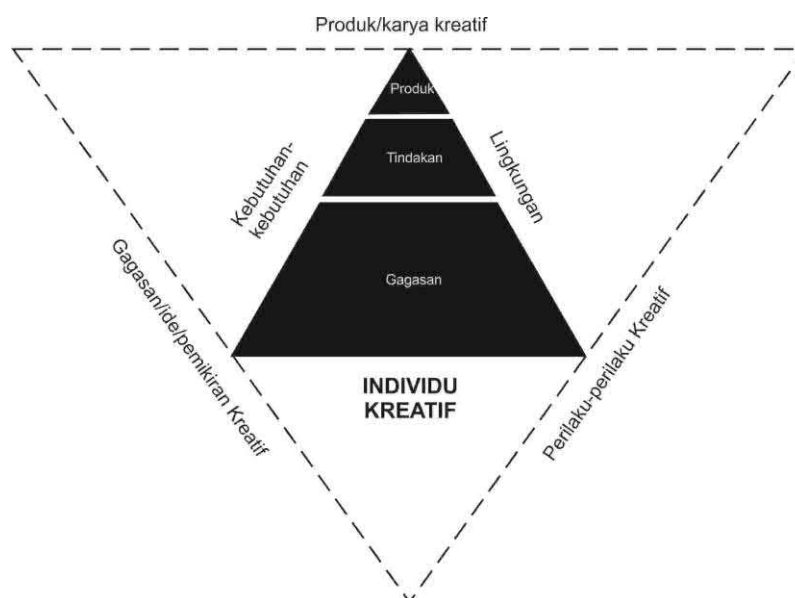 Produk/karya kreatif
Produk
Kebutuhan-
kebutuhan
Lingkungan
Tindakan
Gagasan
Gagasan/ide/pemikiran Kreatif
Perilaku-perilaku Kreatif
INDIVIDU
KREATIF